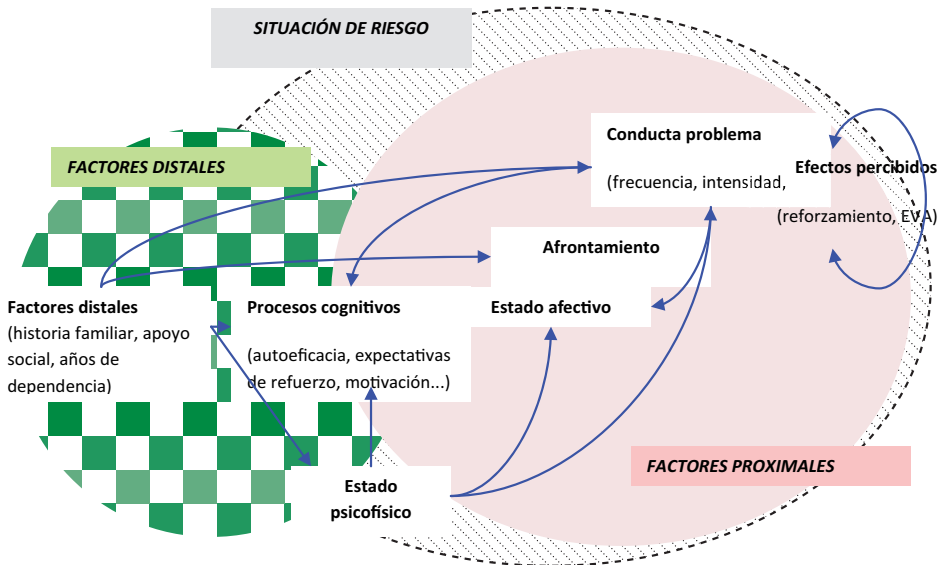 SITUACIÓN DE RIESGO
FACTORES DISTALES
Conducta problema
(frecuencia, intensidad,
Efectos percibidos
(reforzamiento, EVA)
Afrontamiento
Estado afectivo
Factores distales
(historia familiar, apoyo
social, años de
dependencia)
Procesos cognitivos
(autoeficacia, expectativas
de refuerzo, motivación...)
FACTORES PROXIMALES
Estado
psicofísico